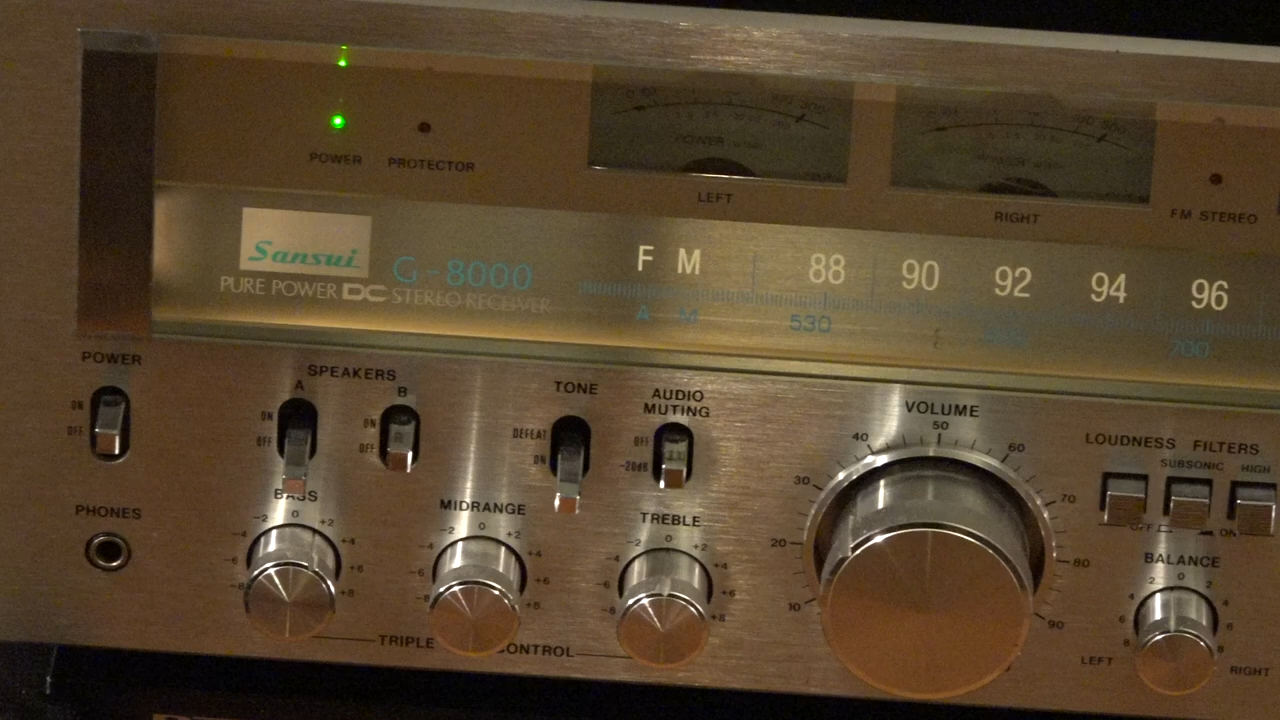 POWER PROTECTOR
LEFT
RIGHT
FM STEREO
Sansui
G-8000
PURE POWER DC STEREO RECEIVER
FM 88 90 92 94 96
AM 530 700
POWER
ON
OFF
SPEAKERS
A B
ON
OFF
ON
OFF
TONE
DEFEAT
ON
AUDIO
MUTING
OFF
-20dB
VOLUME
10 20 30 40 50 60 70 80 90
LOUDNESS FILTERS
SUBSONIC HIGH
OFF ON
PHONES
BASS
-8 -6 -4 -2 0 +2 +4 +6 +8
MIDRANGE
-6 -4 -2 0 +2 +4 +6 +8
TREBLE
-8 -6 -4 -2 0 +2 +4 +6 +8
TRIPLE CONTROL
BALANCE
8 6 4 2 0 2 4 6 8
LEFT RIGHT